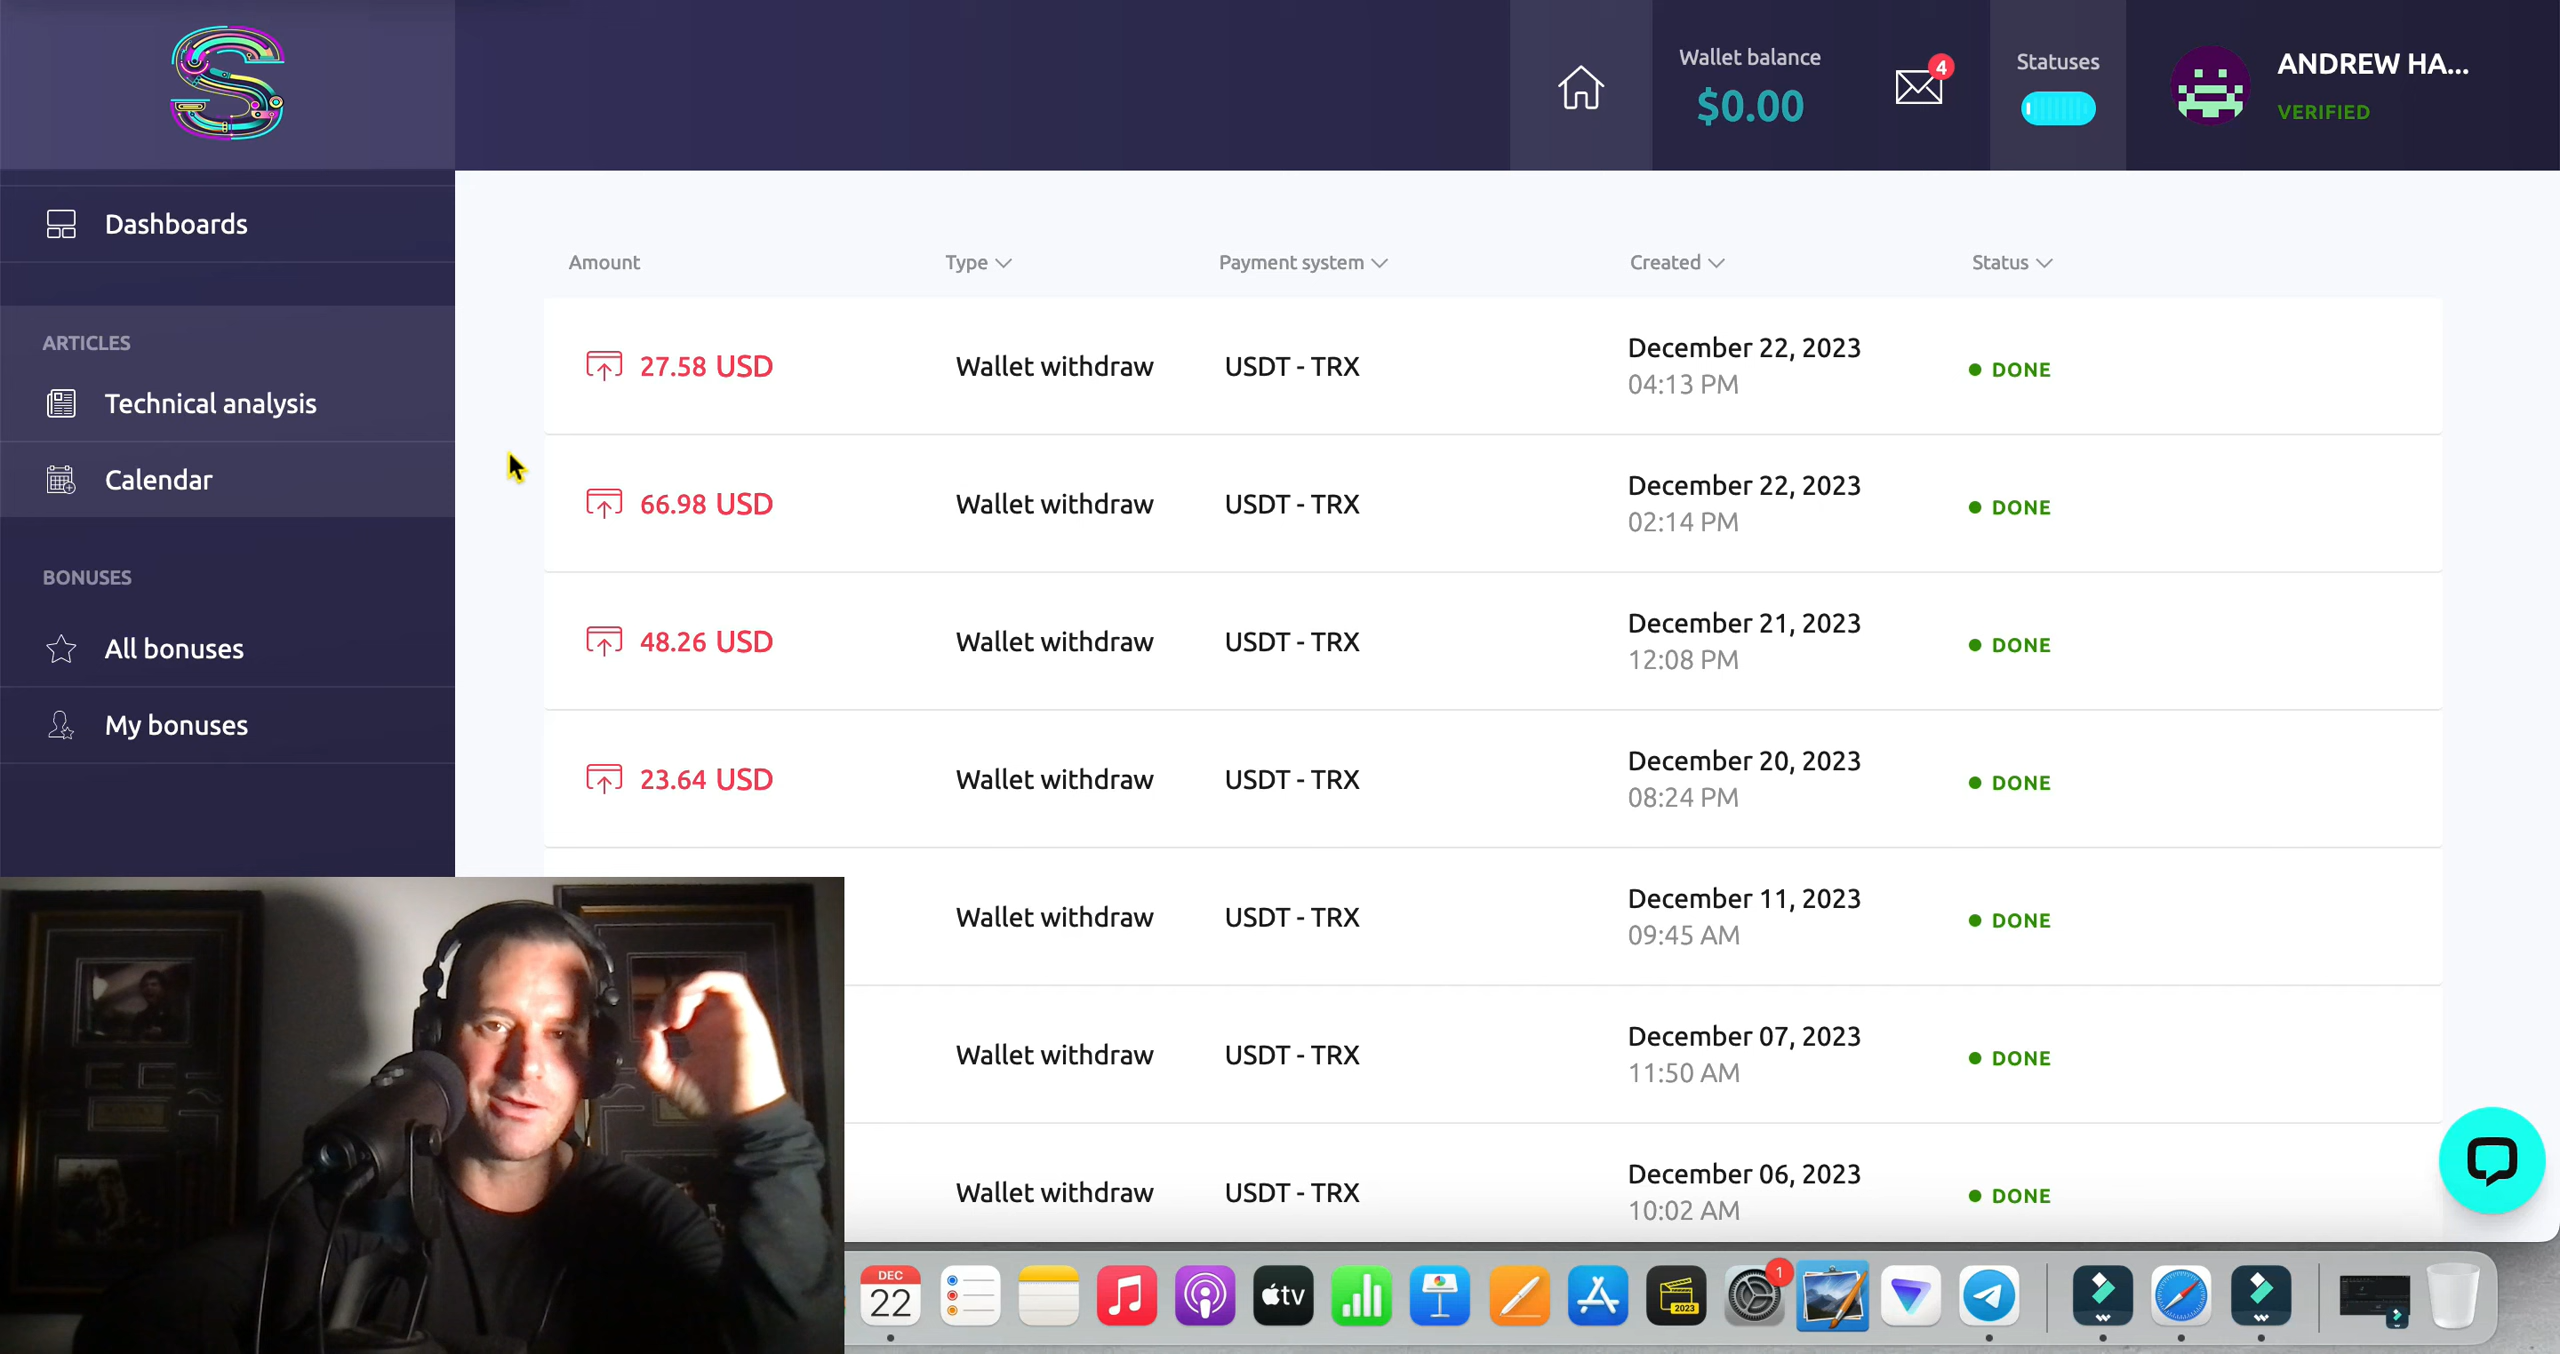 Wallet balance
$0.00
4
Statuses
ANDREW HA...
VERIFIED
Dashboards
ARTICLES
Technical analysis
Calendar
BONUSES
All bonuses
My bonuses
Amount Type Payment system Created Status
27.58 USD Wallet withdraw USDT - TRX December 22, 2023 DONE
04:13 PM
66.98 USD Wallet withdraw USDT - TRX December 22, 2023 DONE
02:14 PM
48.26 USD Wallet withdraw USDT - TRX December 21, 2023 DONE
12:08 PM
23.64 USD Wallet withdraw USDT - TRX December 20, 2023 DONE
08:24 PM
Wallet withdraw USDT - TRX December 11, 2023 DONE
09:45 AM
Wallet withdraw USDT - TRX December 07, 2023 DONE
11:50 AM
Wallet withdraw USDT - TRX December 06, 2023 DONE
10:02 AM
DEC
22
tv
2023
1